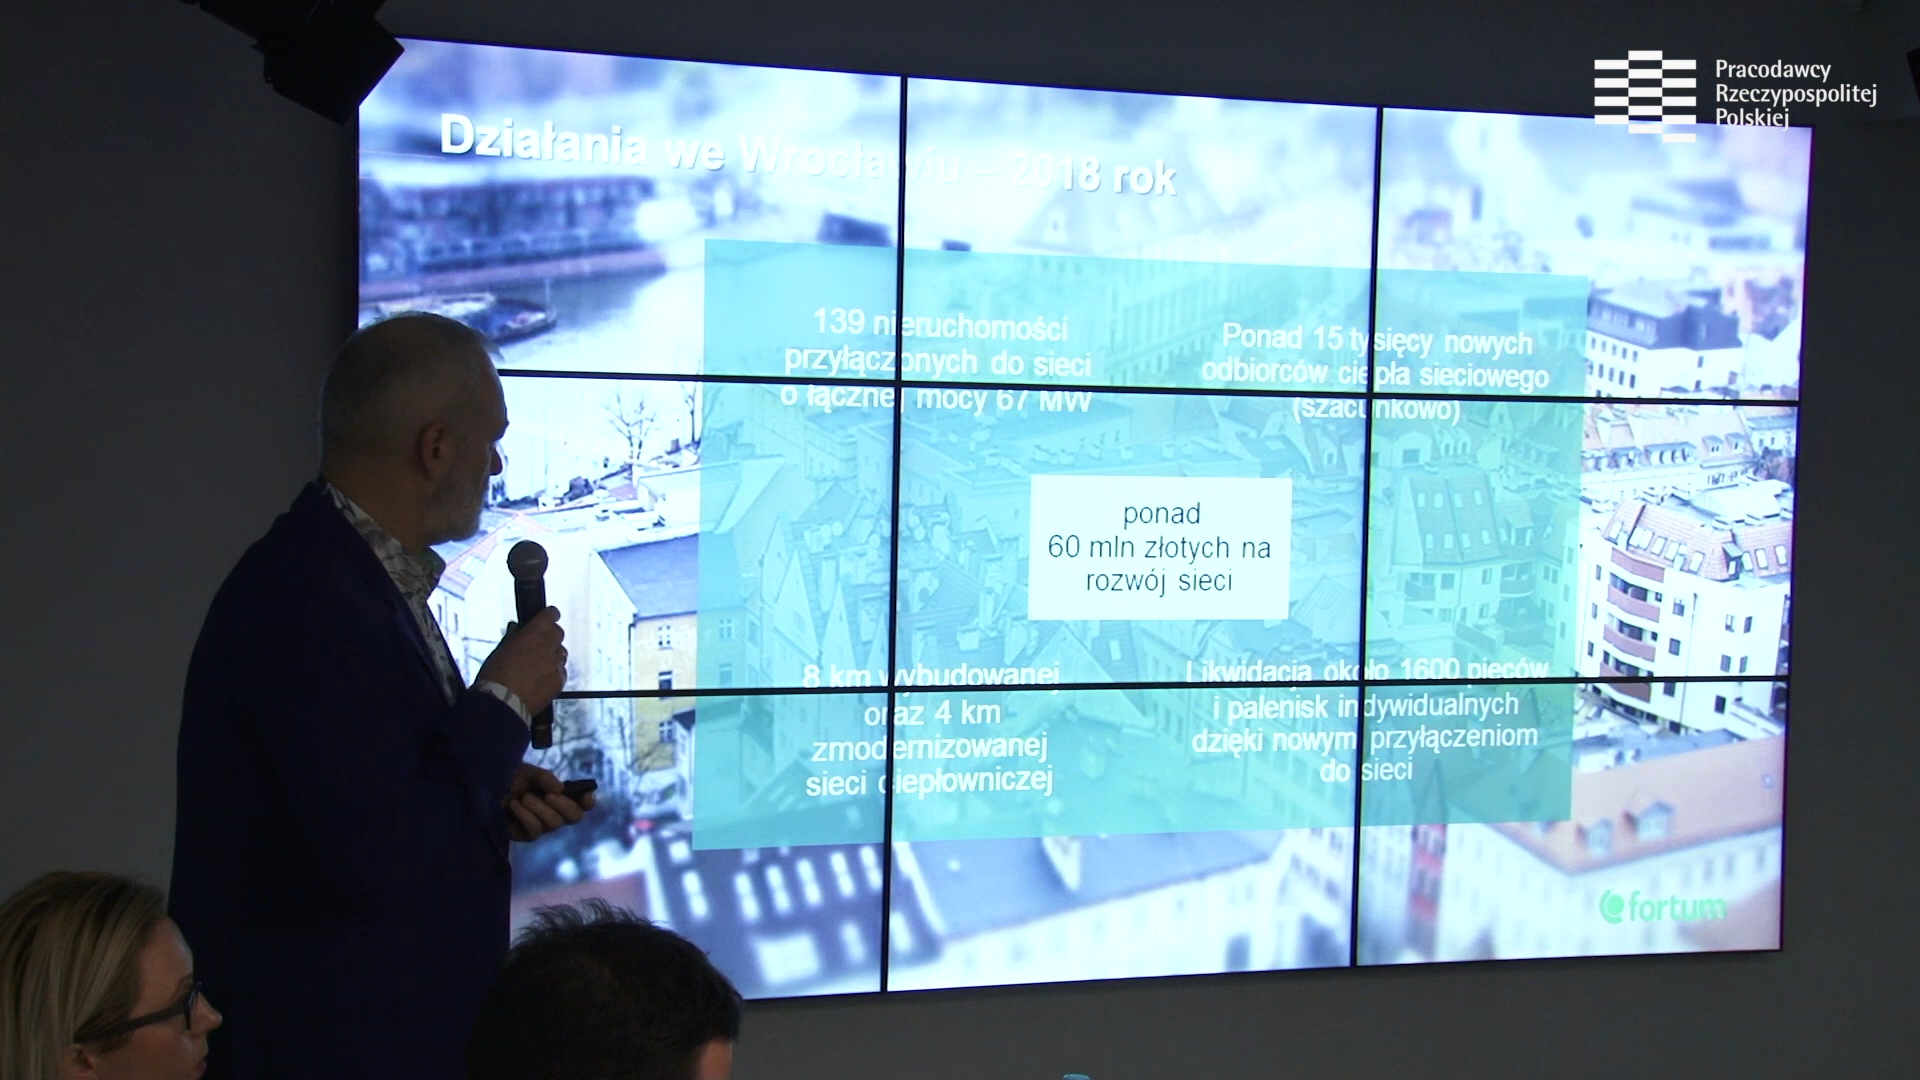 Pracodawcy
Rzeczypospolitej
Polskiej
Działania we Wrocławiu – 2018 rok
139 nieruchomości
przyłączonych do sieci
o łącznej mocy 67 MW
Ponad 15 tysięcy nowych
odbiorców ciepła sieciowego
(szacunkowo)
ponad
60 mln złotych na
rozwój sieci
8 km wybudowanej
oraz 4 km
zmodernizowanej
sieci ciepłowniczej
Likwidacja około 1600 pieców
i palenisk indywidualnych
dzięki nowym przyłączeniom
do sieci
fortum